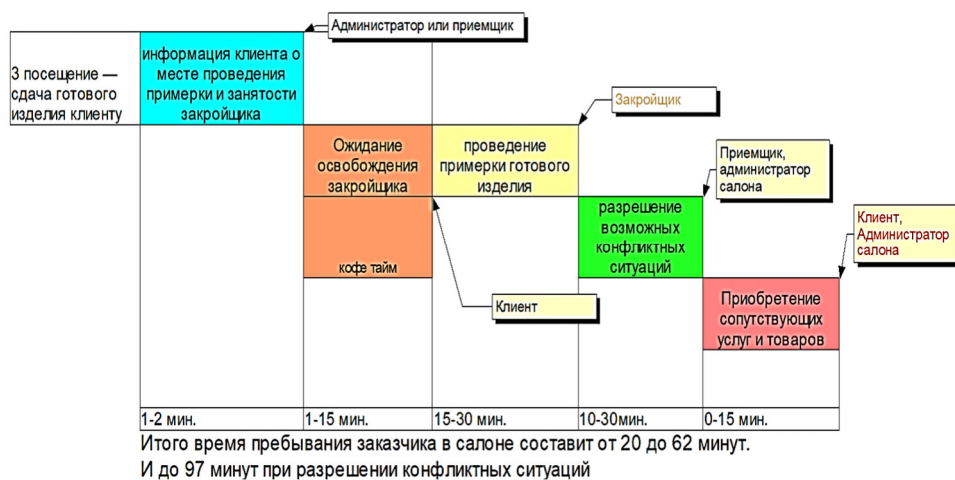 Администратор или приемщик
3 посещение —
сдача готового
изделия клиенту
информация клиента о
месте проведения
примерки и занятости
закройщика
Закройщик
Ожидание
освобождения
закройщика
проведение
примерки готового
изделия
Приемщик,
администратор
салона
кофе тайм
разрешение
возможных
конфликтных
ситуаций
Клиент,
Администратор
салона
Клиент
Приобретение
сопутствующих
услуг и товаров
1-2 мин.
1-15 мин.
15-30 мин.
10-30мин.
0-15 мин.
Итого время пребывания заказчика в салоне составит от 20 до 62 минут.
И до 97 минут при разрешении конфликтных ситуаций